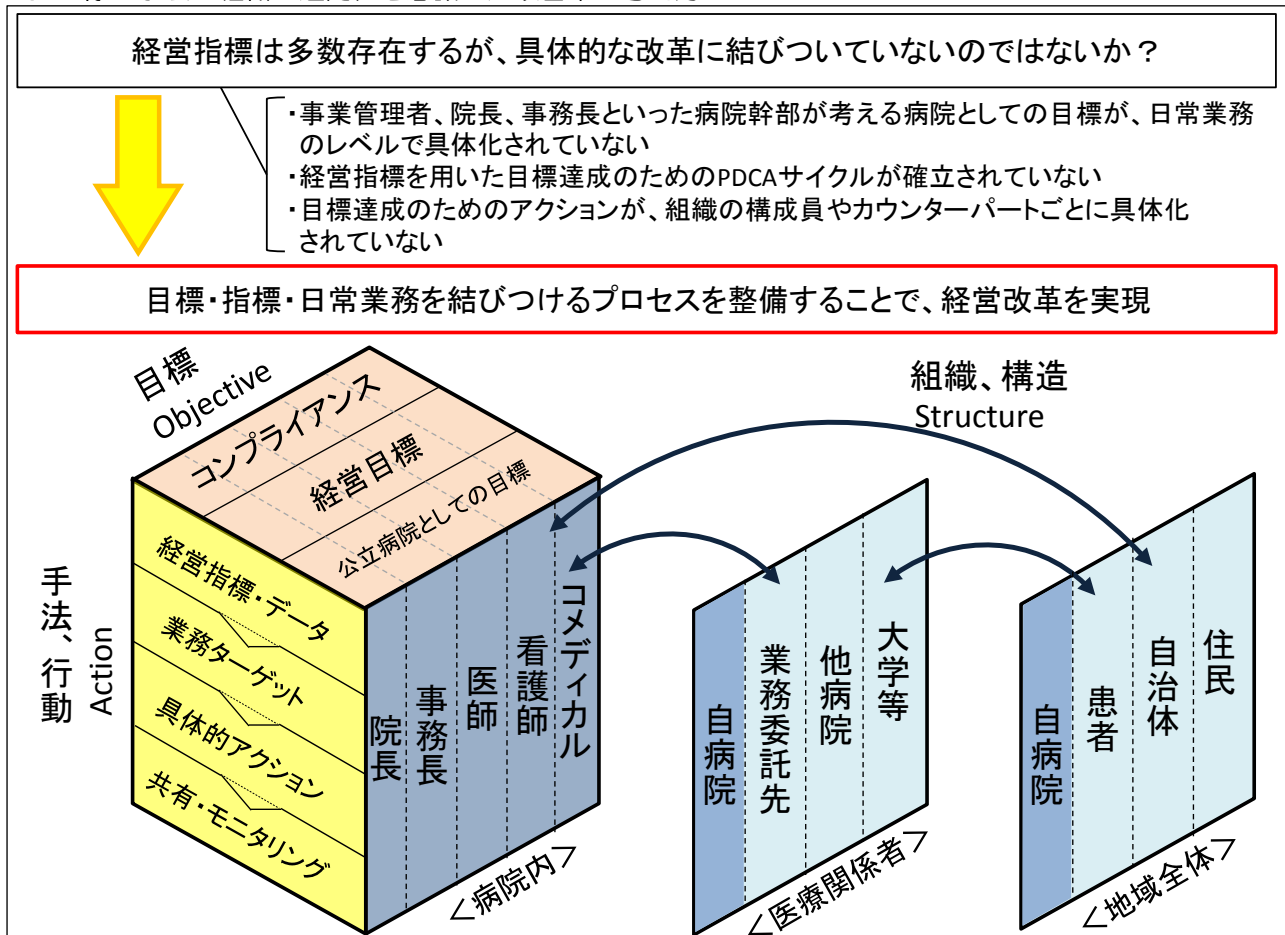 経営指標は多数存在するが、具体的な改革に結びついていないのではないか？
・事業管理者、院長、事務長といった病院幹部が考える病院としての目標が、日常業務
のレベルで具体化されていない
・経営指標を用いた目標達成のためのPDCAサイクルが確立されていない
・目標達成のためのアクションが、組織の構成員やカウンターパートごとに具体化
されていない
目標・指標・日常業務を結びつけるプロセスを整備することで、経営改革を実現
目標
Objective
コンプライアンス
経営目標
公立病院としての目標
手法、行動
Action
経営指標・データ
業務ターゲット
具体的アクション
共有・モニタリング
院長
事務長
医師
看護師
コメディカル
＜病院内＞
組織、構造
Structure
自病院
業務委託先
他病院
大学等
＜医療関係者＞
自病院
患者
自治体
住民
＜地域全体＞